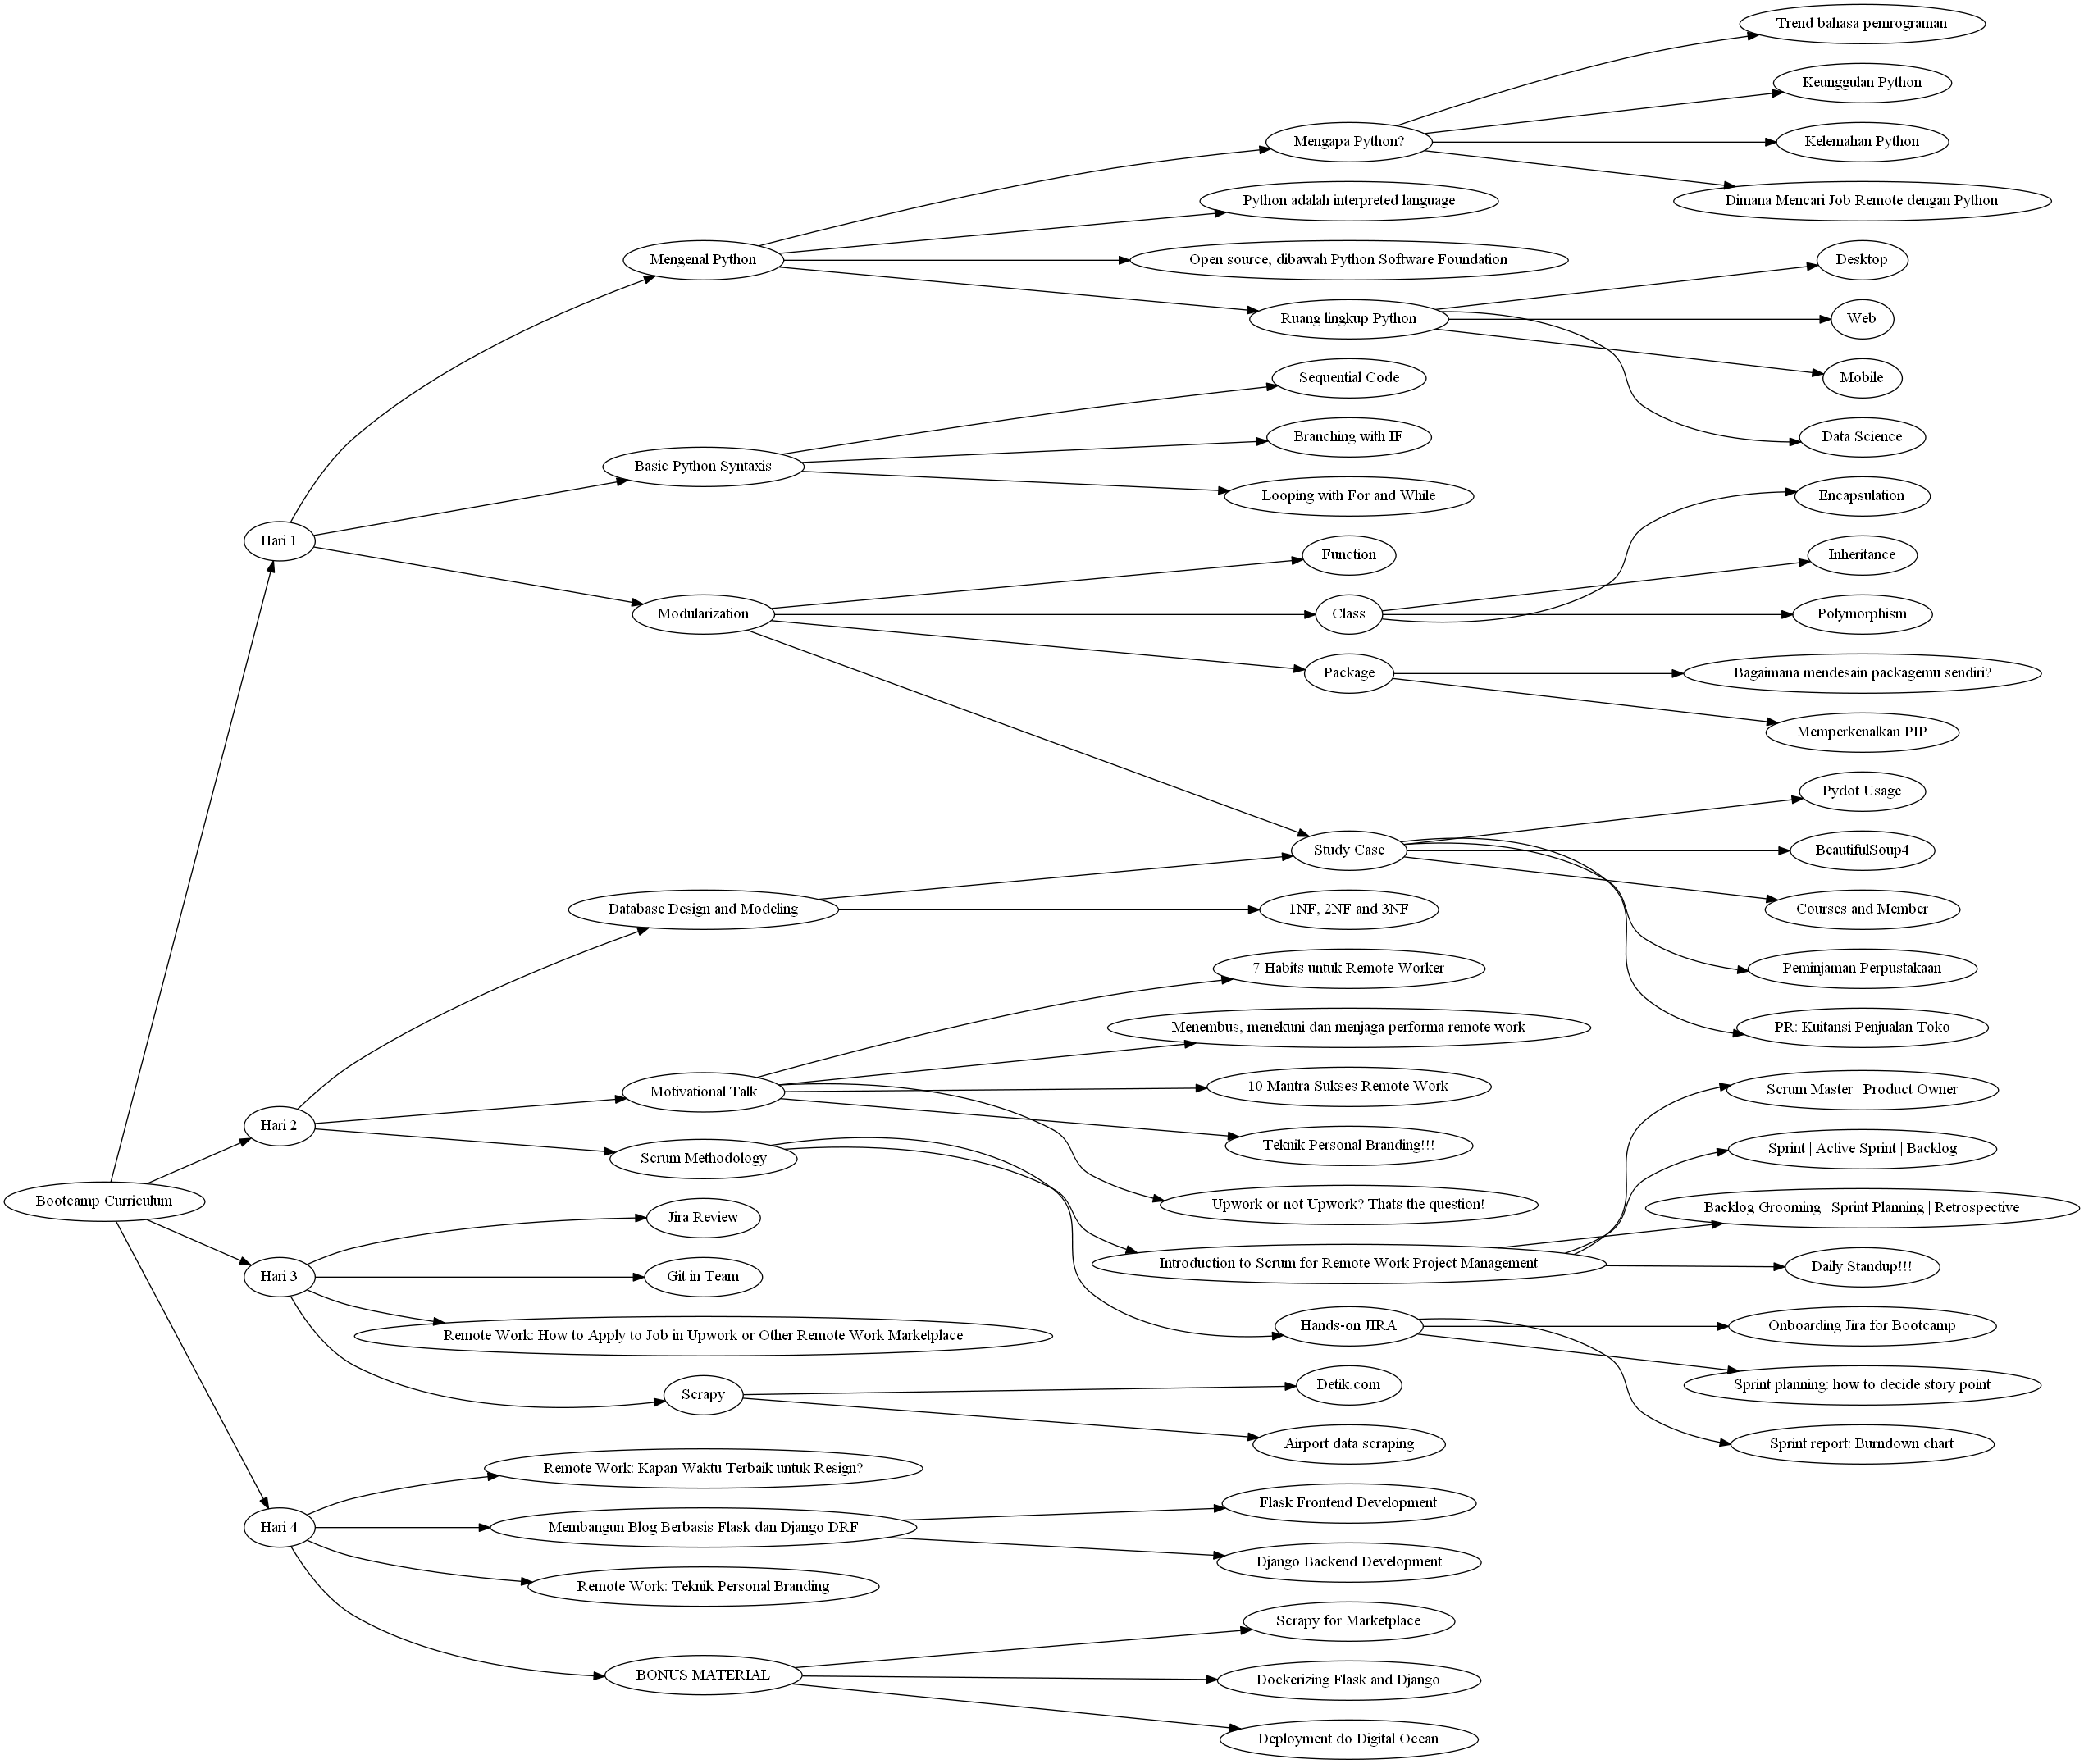 Trend bahasa pemrograman
Keunggulan Python
Mengapa Python?
Kelemahan Python
Python adalah interpreted language
Dimana Mencari Job Remote dengan Python
Mengenal Python
Open source, dibawah Python Software Foundation
Desktop
Ruang lingkup Python
Web
Sequential Code
Mobile
Branching with IF
Data Science
Basic Python Syntaxis
Looping with For and While
Encapsulation
Hari 1
Function
Inheritance
Modularization
Class
Polymorphism
Package
Bagaimana mendesain packagemu sendiri?
Memperkenalkan PIP
Pydot Usage
Study Case
BeautifulSoup4
Database Design and Modeling
1NF, 2NF and 3NF
Courses and Member
7 Habits untuk Remote Worker
Peminjaman Perpustakaan
Menembus, menekuni dan menjaga performa remote work
PR: Kuitansi Penjualan Toko
Motivational Talk
10 Mantra Sukses Remote Work
Scrum Master | Product Owner
Hari 2
Teknik Personal Branding!!!
Sprint | Active Sprint | Backlog
Scrum Methodology
Bootcamp Curriculum
Upwork or not Upwork? Thats the question!
Backlog Grooming | Sprint Planning | Retrospective
Jira Review
Introduction to Scrum for Remote Work Project Management
Daily Standup!!!
Hari 3
Git in Team
Hands-on JIRA
Onboarding Jira for Bootcamp
Remote Work: How to Apply to Job in Upwork or Other Remote Work Marketplace
Scrapy
Detik.com
Sprint planning: how to decide story point
Airport data scraping
Sprint report: Burndown chart
Remote Work: Kapan Waktu Terbaik untuk Resign?
Flask Frontend Development
Hari 4
Membangun Blog Berbasis Flask dan Django DRF
Django Backend Development
Remote Work: Teknik Personal Branding
Scrapy for Marketplace
BONUS MATERIAL
Dockerizing Flask and Django
Deployment do Digital Ocean